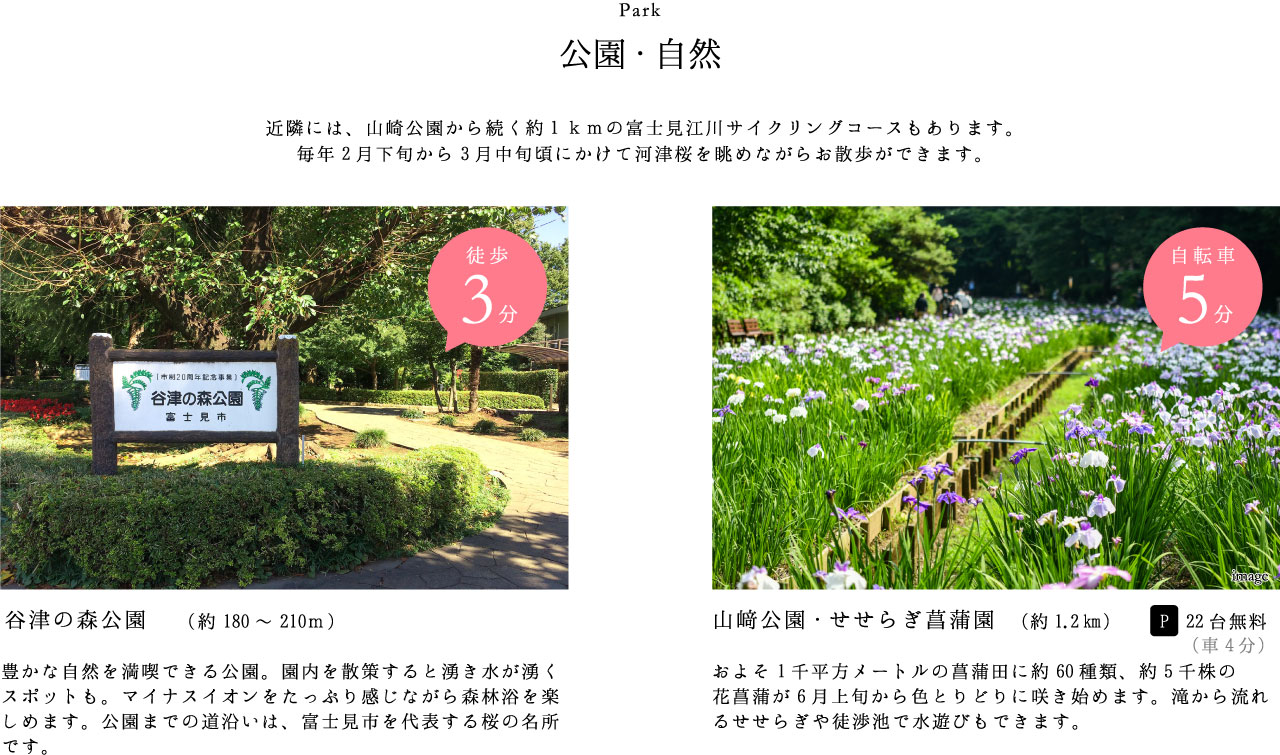 Park
公園・自然
近隣には、山崎公園から続く約１ｋｍの富士見江川サイクリングコースもあります。
毎年2月下旬から3月中旬頃にかけて河津桜を眺めながらお散歩ができます。
徒歩
3分
市制20周年記念事業
谷津の森公園
富士見市
谷津の森公園 （約180～210m）
豊かな自然を満喫できる公園。園内を散策すると湧き水が湧く
スポットも。マイナスイオンをたっぷり感じながら森林浴を楽
しめます。公園までの道沿いは、富士見市を代表する桜の名所
です。
自転車
5分
image
山﨑公園・せせらぎ菖蒲園 （約1.2㎞） P 22台無料
（車4分）
およそ１千平方メートルの菖蒲田に約60種類、約5千株の
花菖蒲が6月上旬から色とりどりに咲き始めます。滝から流れ
るせせらぎや徒渉池で水遊びもできます。